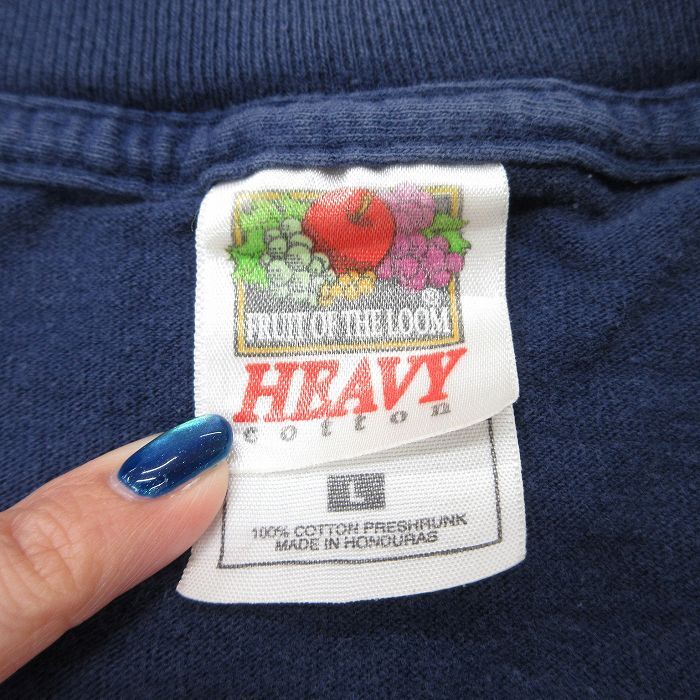 ®
FRUIT OF THE LOOM
HEAVY
cotton
L
100% COTTON PRESHRUNK
MADE IN HONDURAS